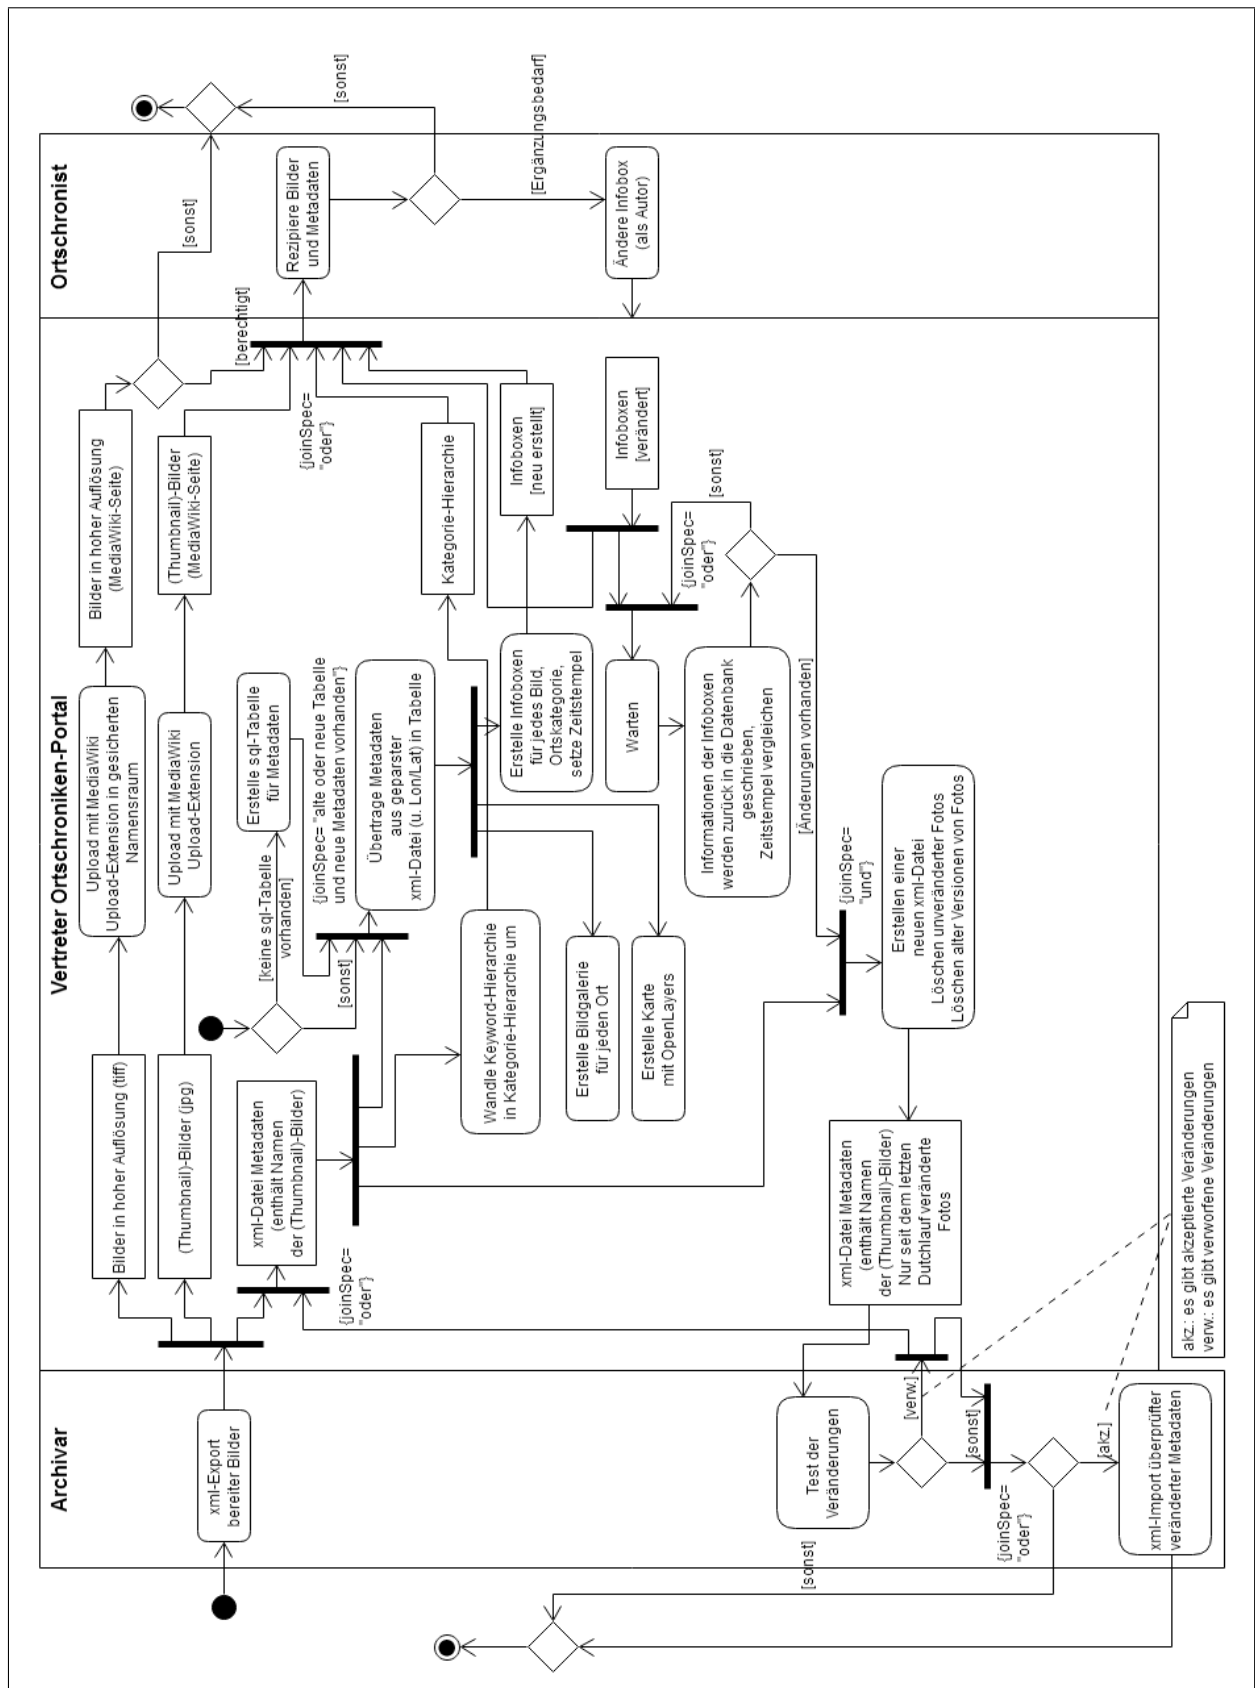 Archivar
xml-Export
bereiter Bilder
Test der
Veränderungen
[verw.]
[sonst]
{joinSpec=
"oder"}
[akz.]
xml-Import überprüfter
veränderter Metadaten
[sonst]
akz.: es gibt akzeptierte Veränderungen
verw.: es gibt verworfene Veränderungen
Vertreter Ortschroniken-Portal
Bilder in hoher Auflösung (tiff)
(Thumbnail)-Bilder (jpg)
xml-Datei Metadaten
(enthält Namen
der (Thumbnail)-Bilder)
{joinSpec=
"oder"}
Upload mit MediaWiki
Upload-Extension in gesicherten
Namensraum
Upload mit MediaWiki
Upload-Extension
[keine sql-Tabelle
vorhanden]
[sonst]
Erstelle sql-Tabelle
für Metadaten
{joinSpec= "alte oder neue Tabelle
und neue Metadaten vorhanden"}
Übertrage Metadaten
aus geparster
xml-Datei (u. Lon/Lat) in Tabelle
Wandle Keyword-Hierarchie
in Kategorie-Hierarchie um
Erstelle Bildgalerie
für jeden Ort
Erstelle Karte
mit OpenLayers
Erstelle Infoboxen
für jedes Bild,
Ortskategorie,
setze Zeitstempel
Warten
Informationen der Infoboxen
werden zurück in die Datenbank
geschrieben,
Zeitstempel vergleichen
[Änderungen vorhanden]
{joinSpec=
"und"}
Erstellen einer
neuen xml-Datei
Löschen unveränderter Fotos
Löschen alter Versionen von Fotos
xml-Datei Metadaten
(enthält Namen
der (Thumbnail)-Bilder)
Nur seit dem letzten
Dutchlauf veränderte
Fotos
Bilder in hoher Auflösung
(MediaWiki-Seite)
(Thumbnail)-Bilder
(MediaWiki-Seite)
[berechtigt]
{joinSpec=
"oder"}
Kategorie-Hierarchie
Infoboxen
[neu erstellt]
Infoboxen
[verändert]
{joinSpec=
"oder"}
[sonst]
Ortschronist
[sonst]
Rezipiere Bilder
und Metadaten
[sonst]
[Ergänzungsbedarf]
Ändere Infobox
(als Autor)